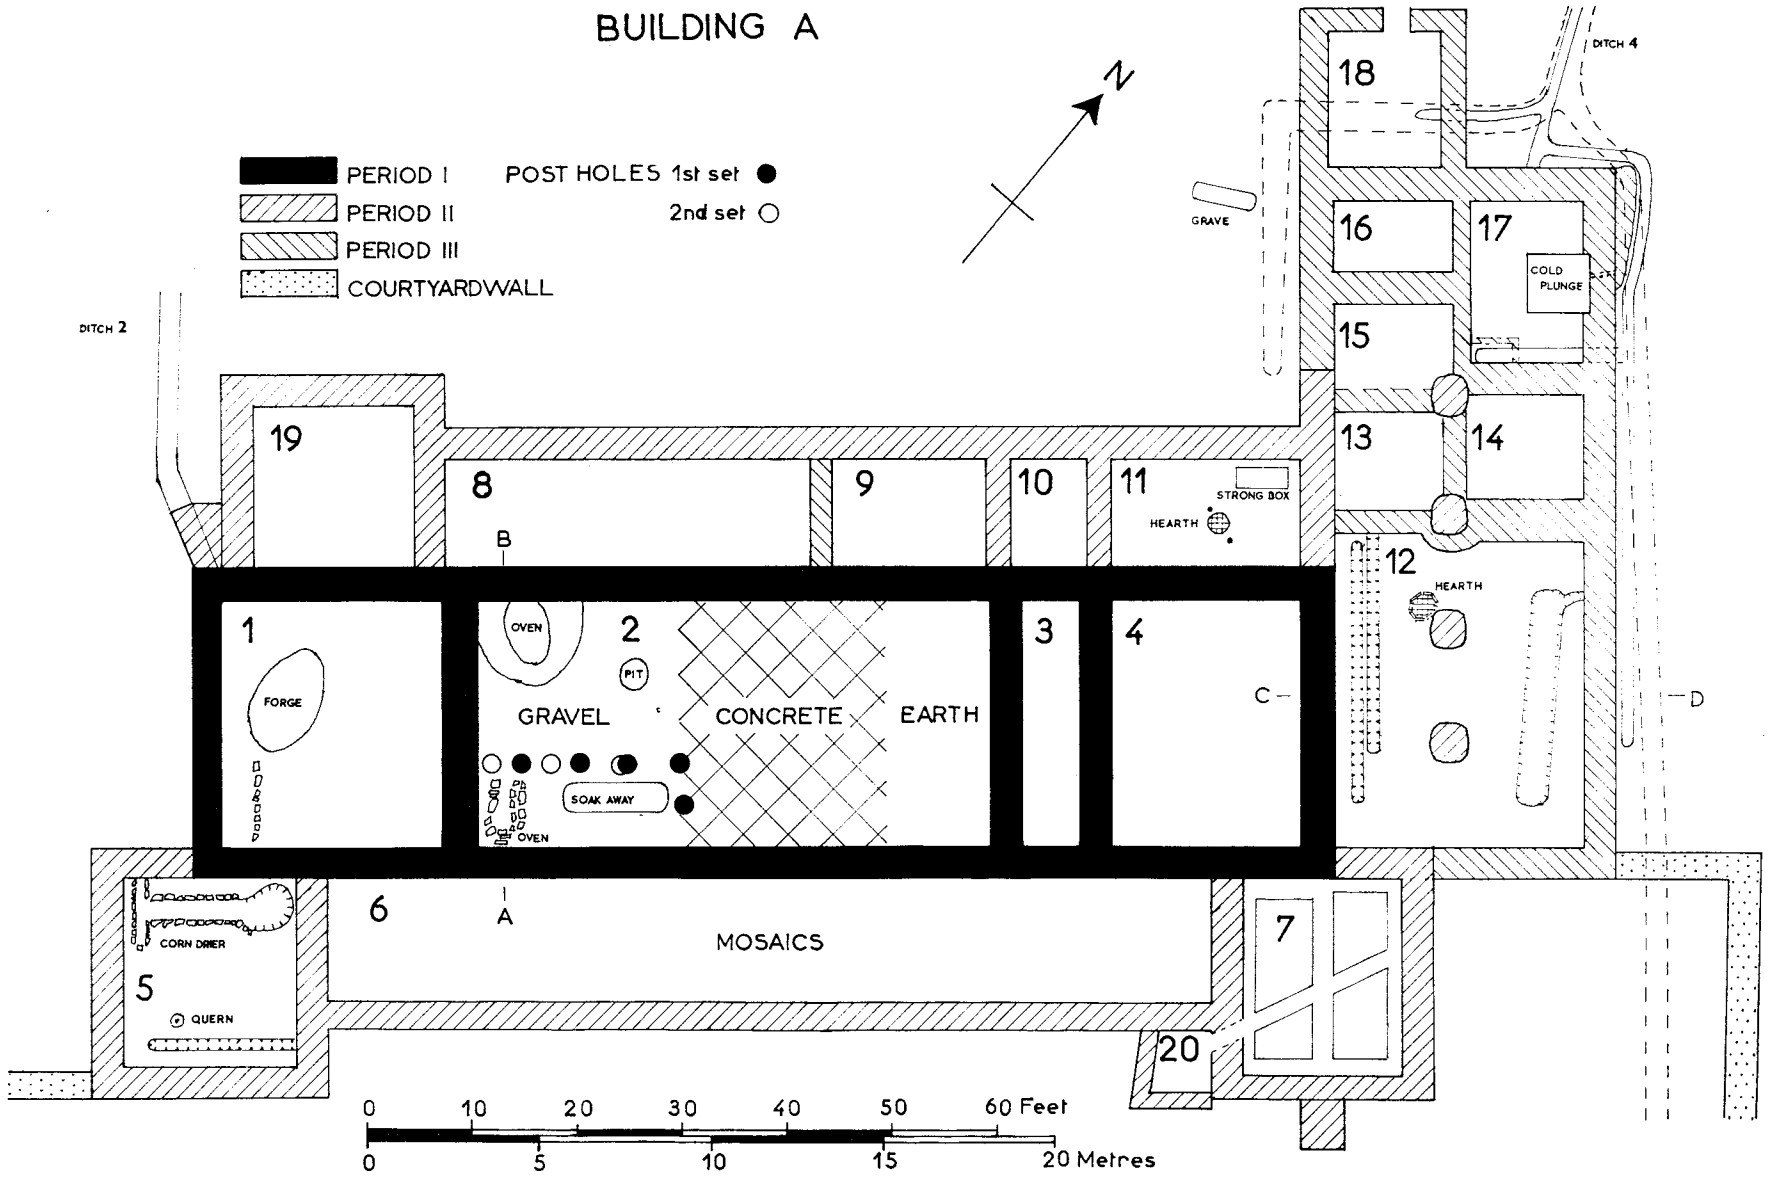 BUILDING A
N
DITCH 4
18
PERIOD I
PERIOD II
PERIOD III
COURTYARDWALL
POST HOLES 1st set
2nd set
GRAVE
16
17
COLD
PLUNGE
DITCH 2
15
19
8
9
10
11
STRONG BOX
HEARTH
13
14
B
12
HEARTH
1
FORGE
OVEN
2
PIT
GRAVEL
CONCRETE
EARTH
3
4
C
D
SOAK AWAY
OVEN
6
A
MOSAICS
7
CORN DRIER
5
QUERN
20
0 10 20 30 40 50 60 Feet
0 5 10 15 20 Metres